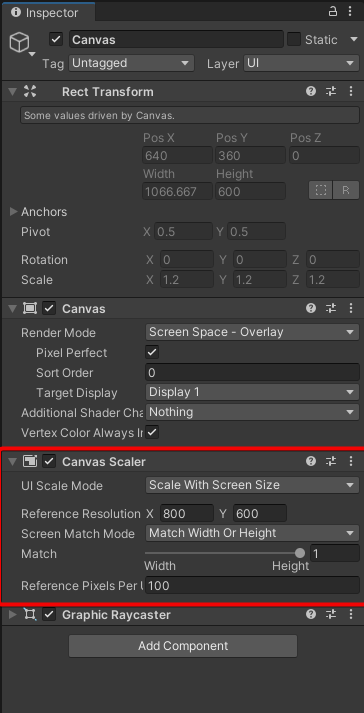 Inspector
Canvas Static
Tag Untagged Layer UI
Rect Transform
Some values driven by Canvas.
Pos X Pos Y Pos Z
640 360 0
Width Height
1066.667 600 R
Anchors
Pivot X 0.5 Y 0.5
Rotation X 0 Y 0 Z 0
Scale X 1.2 Y 1.2 Z 1.2
Canvas
Render Mode Screen Space - Overlay
Pixel Perfect
Sort Order 0
Target Display Display 1
Additional Shader Cha Nothing
Vertex Color Always In
Canvas Scaler
UI Scale Mode Scale With Screen Size
Reference Resolution X 800 Y 600
Screen Match Mode Match Width Or Height
Match 1
Width Height
Reference Pixels Per U 100
Graphic Raycaster
Add Component